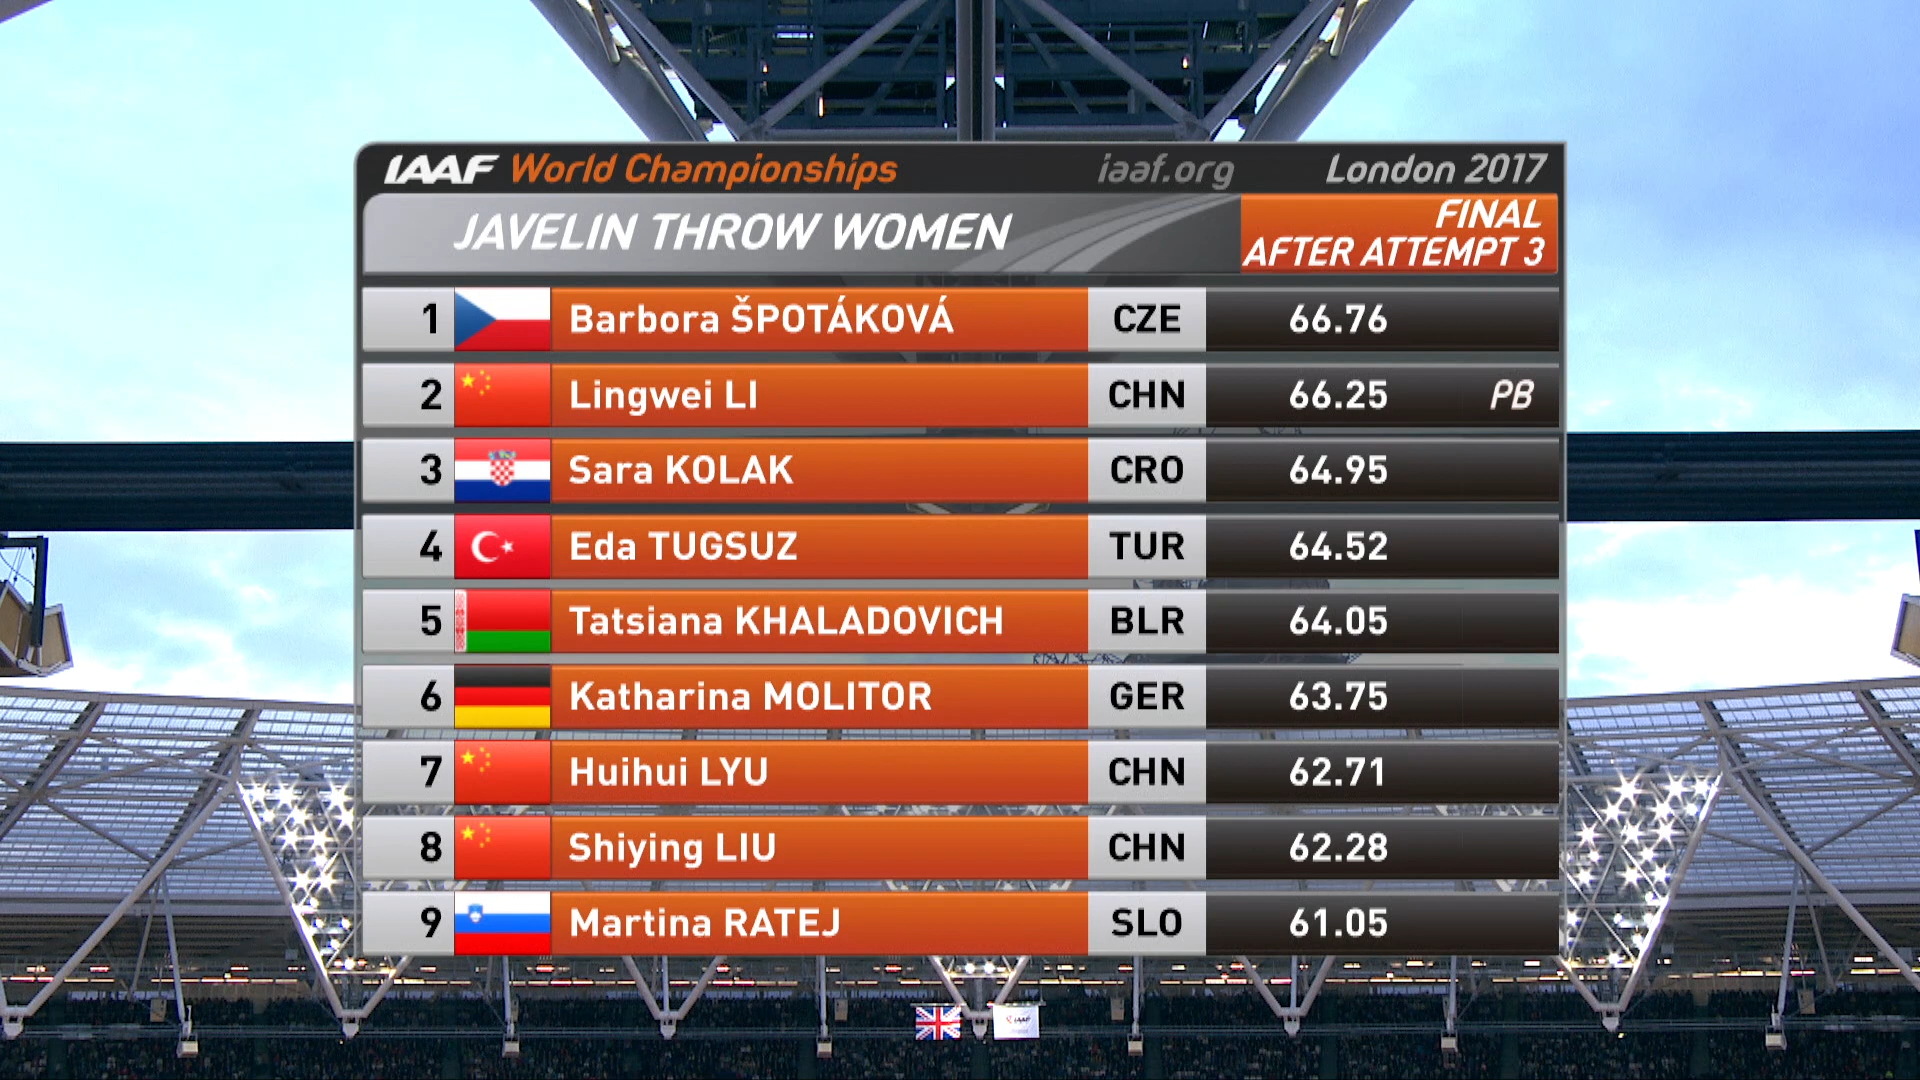 IAAF World Championships iaaf.org London 2017
JAVELIN THROW WOMEN
FINAL
AFTER ATTEMPT 3
1 Barbora ŠPOTÁKOVÁ CZE 66.76
2 Lingwei LI CHN 66.25 PB
3 Sara KOLAK CRO 64.95
4 Eda TUGSUZ TUR 64.52
5 Tatsiana KHALADOVICH BLR 64.05
6 Katharina MOLITOR GER 63.75
7 Huihui LYU CHN 62.71
8 Shiying LIU CHN 62.28
9 Martina RATEJ SLO 61.05
IAAF